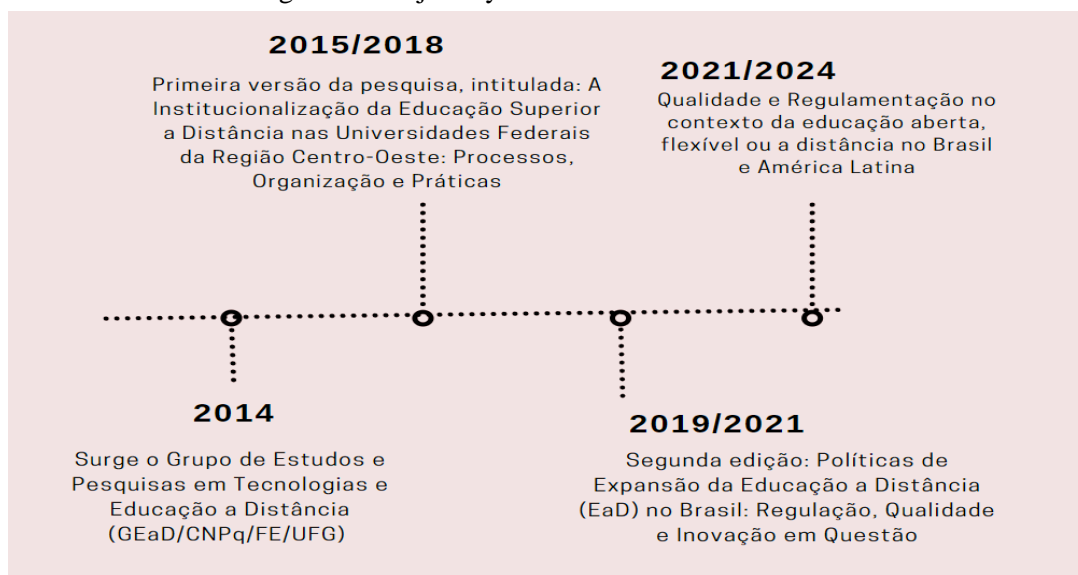 2015/2018
Primeira versão da pesquisa, intitulada: A
Institucionalização da Educação Superior
a Distância nas Universidades Federais
da Região Centro-Oeste: Processos,
Organização e Práticas
2021/2024
Qualidade e Regulamentação no
contexto da educação aberta,
flexível ou a distância no Brasil
e América Latina
2014
Surge o Grupo de Estudos e
Pesquisas em Tecnologias e
Educação a Distância
(GEaD/CNPq/FE/UFG)
2019/2021
Segunda edição: Políticas de
Expansão da Educação a Distância
(EaD) no Brasil: Regulação, Qualidade
e Inovação em Questão